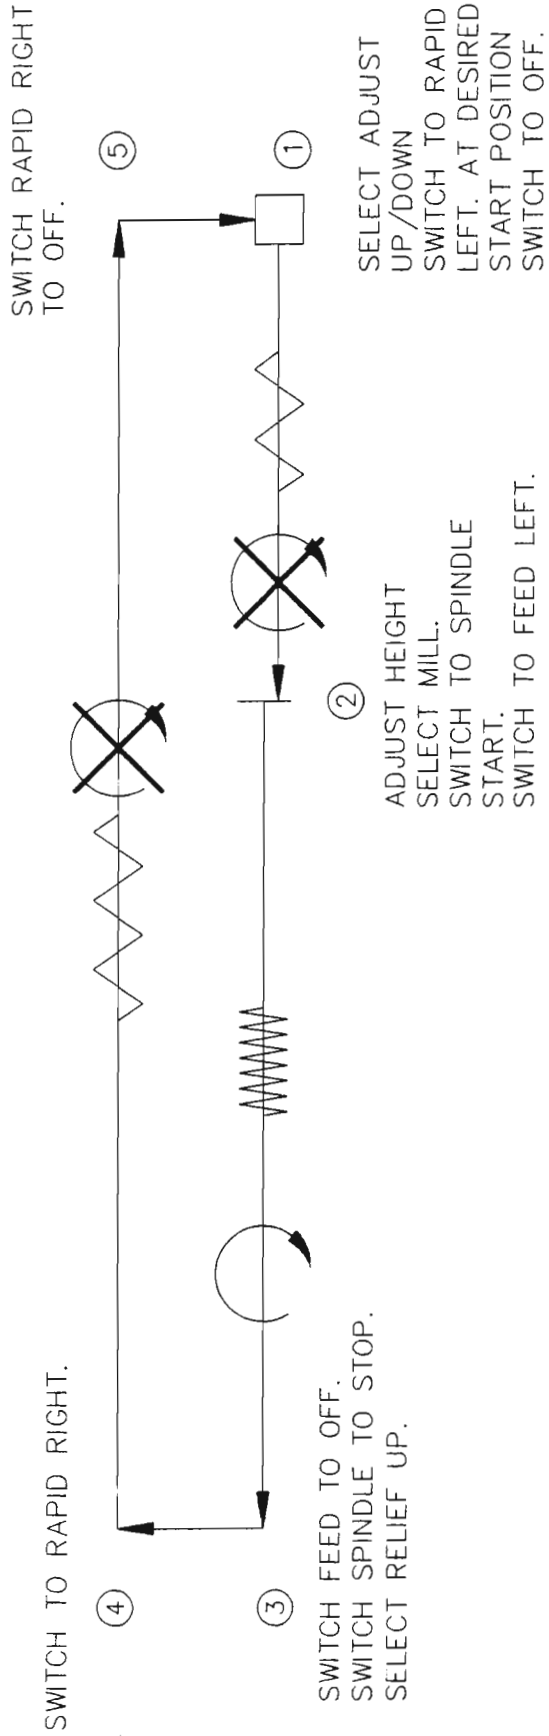 SWITCH RAPID RIGHT
TO OFF.
5
1
SELECT ADJUST
UP/DOWN
SWITCH TO RAPID
LEFT. AT DESIRED
START POSITION
SWITCH TO OFF.
2
ADJUST HEIGHT
SELECT MILL.
SWITCH TO SPINDLE
START.
SWITCH TO FEED LEFT.
3
SWITCH FEED TO OFF.
SWITCH SPINDLE TO STOP.
SELECT RELIEF UP.
4
SWITCH TO RAPID RIGHT.